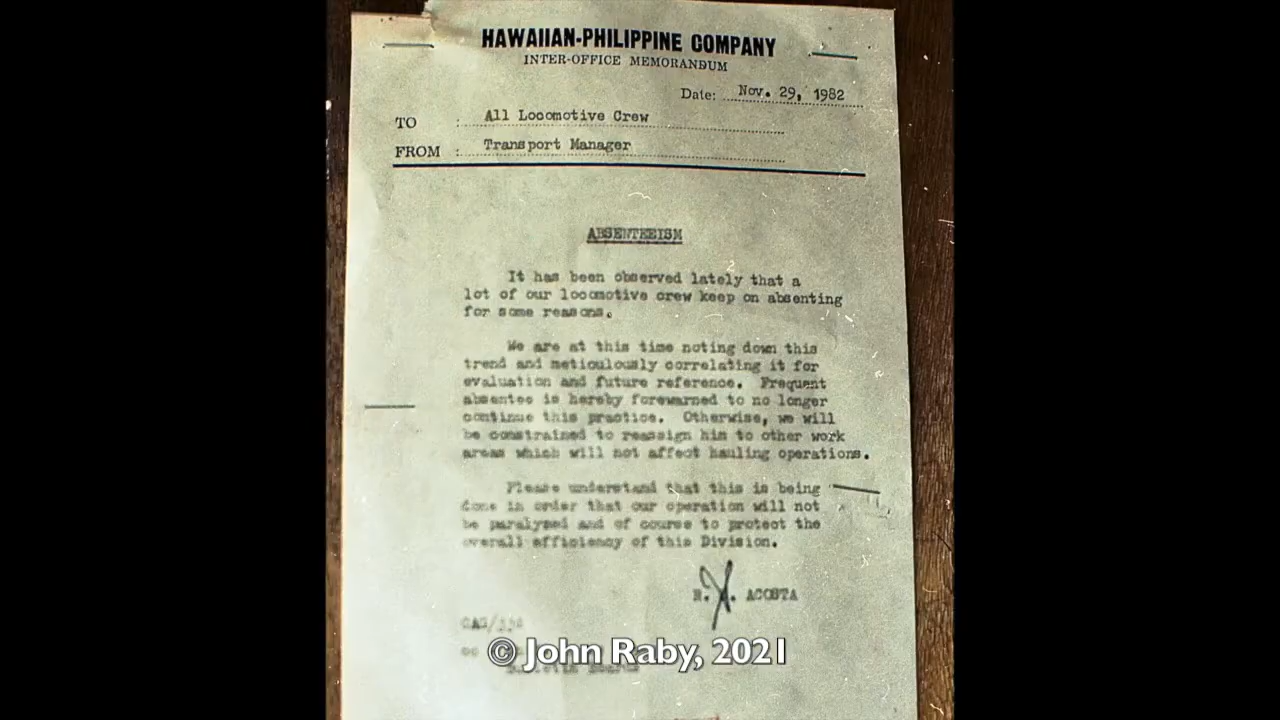 HAWAIIAN-PHILIPPINE COMPANY
INTER-OFFICE MEMORANDUM
Date: Nov. 29, 1982
TO : All Locomotive Crew
FROM : Transport Manager
ABSENTEEISM
It has been observed lately that a
lot of our locomotive crew keep on absenting
for some reasons.
We are at this time noting down this
trend and meticulously correlating it for
evaluation and future reference. Frequent
absentee is hereby forewarned to no longer
continue this practice. Otherwise, we will
be constrained to reassign him to other work
areas which will not affect hauling operations.
Please understand that this is being
done in order that our operation will not
be paralyzed and of course to protect the
overall efficiency of this Division.
R. ACOSTA
© John Raby, 2021
Bulletin Boards